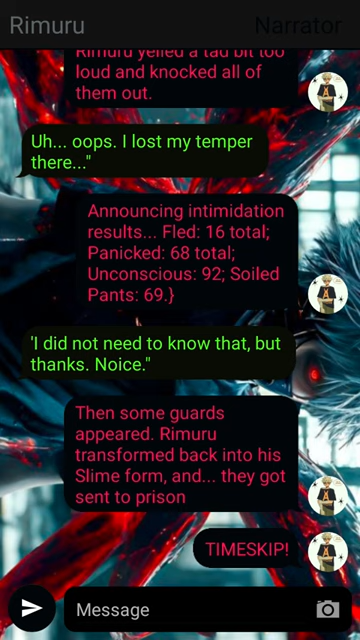 Rimuru
Narrator
Rimuru yelled a tad bit too
loud and knocked all of
them out.
Uh... oops. I lost my temper
there..."
Announcing intimidation
results... Fled: 16 total;
Panicked: 68 total;
Unconscious: 92; Soiled
Pants: 69.}
'I did not need to know that, but
thanks. Noice."
Then some guards
appeared. Rimuru
transformed back into his
Slime form, and... they got
sent to prison
TIMESKIP!
Message